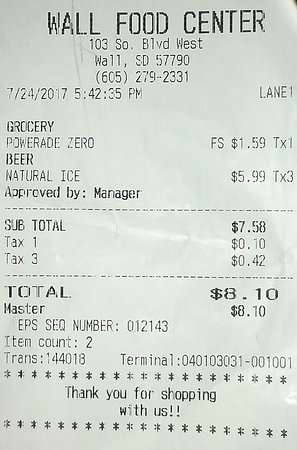 WALL FOOD CENTER
103 So. Blvd West
Wall, SD 57790
(605) 279-2331
7/24/2017 5:42:35 PM LANE1
GROCERY
POWERADE ZERO FS $1.59 Tx1
BEER
NATURAL ICE $5.99 Tx3
Approved by: Manager
SUB TOTAL $7.58
Tax 1 $0.10
Tax 3 $0.42
TOTAL $8.10
Master $8.10
EPS SEQ NUMBER: 012143
Item count: 2
Trans:144018 Terminal:040103031-001001
* * * * * * * * * * * * * * * * * * * *
Thank you for shopping
with us!!
* * * * * * * * * * * * * * * * * * * *